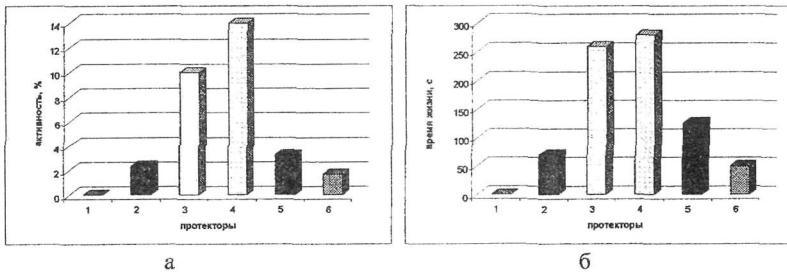 14
12
10
8
6
4
2
0
активность, %
1 2 3 4 5 6
протекторы
а
300
250
200
150
100
50
0
время жизни, с
1 2 3 4 5 6
протекторы
б